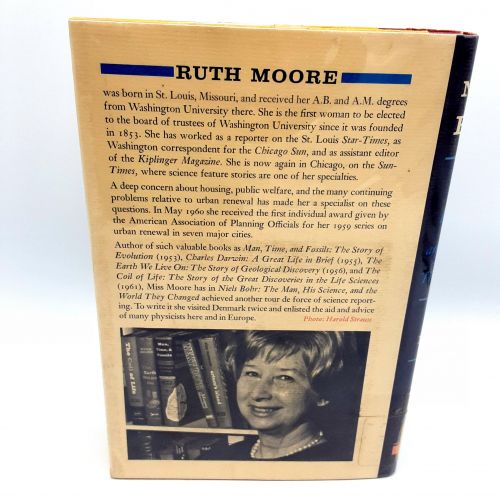 RUTH MOORE
was born in St. Louis, Missouri, and received her A.B. and A.M. degrees
from Washington University there. She is the first woman to be elected
to the board of trustees of Washington University since it was founded
in 1853. She has worked as a reporter on the St. Louis Star-Times, as
Washington correspondent for the Chicago Sun, and as assistant editor
of the Kiplinger Magazine. She is now again in Chicago, on the Sun-
Times, where science feature stories are one of her specialties.
A deep concern about housing, public welfare, and the many continuing
problems relative to urban renewal has made her a specialist on these
questions. In May 1960 she received the first individual award given by
the American Association of Planning Officials for her 1959 series on
urban renewal in seven major cities.
Author of such valuable books as Man, Time, and Fossils: The Story of
Evolution (1953), Charles Darwin: A Great Life in Brief (1955), The
Earth We Live On: The Story of Geological Discovery (1956), and The
Coil of Life: The Story of the Great Discoveries in the Life Sciences
(1961), Miss Moore has in Niels Bohr: The Man, His Science, and the
World They Changed achieved another tour de force of science report-
ing. To write it she visited Denmark twice and enlisted the aid and advice
of many physicists here and in Europe.
Photo: Harold Strauss
The Coil of Life
Man,
Time, &
Fossils